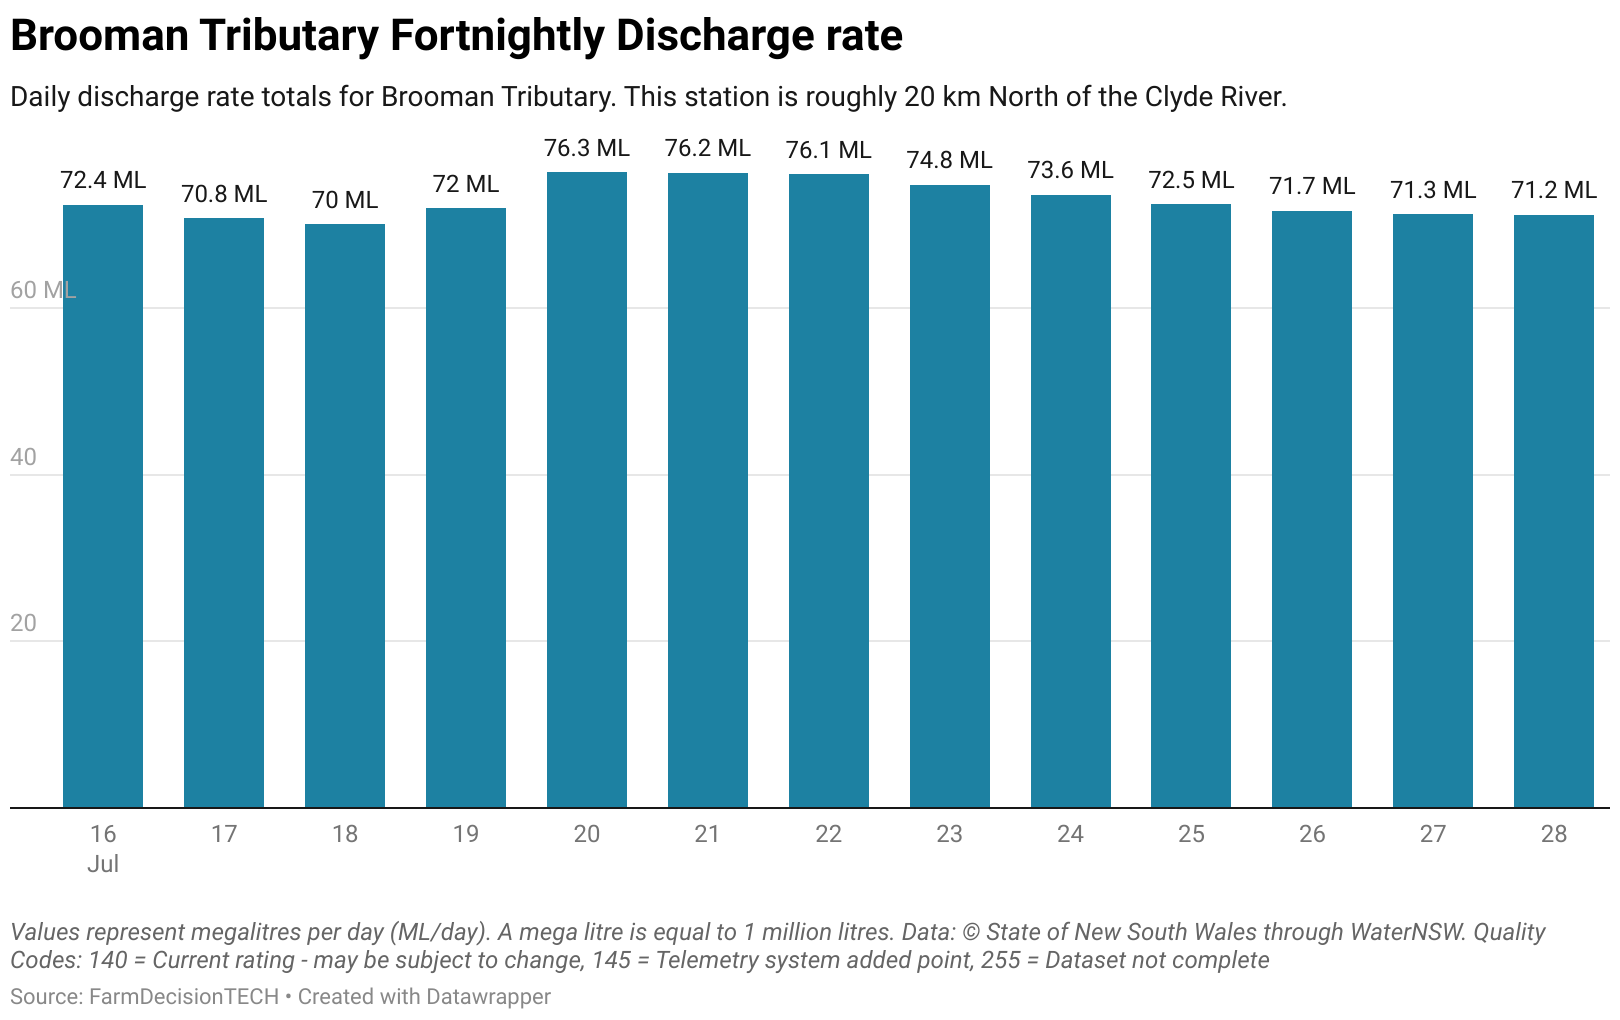 Brooman Tributary Fortnightly Discharge rate
Daily discharge rate totals for Brooman Tributary. This station is roughly 20 km North of the Clyde River.
72.4 ML 70.8 ML 70 ML 72 ML 76.3 ML 76.2 ML 76.1 ML 74.8 ML 73.6 ML 72.5 ML 71.7 ML 71.3 ML 71.2 ML
60 ML
40
20
16 17 18 19 20 21 22 23 24 25 26 27 28
Jul
Values represent megalitres per day (ML/day). A mega litre is equal to 1 million litres. Data: © State of New South Wales through WaterNSW. Quality
Codes: 140 = Current rating - may be subject to change, 145 = Telemetry system added point, 255 = Dataset not complete
Source: FarmDecisionTECH • Created with Datawrapper